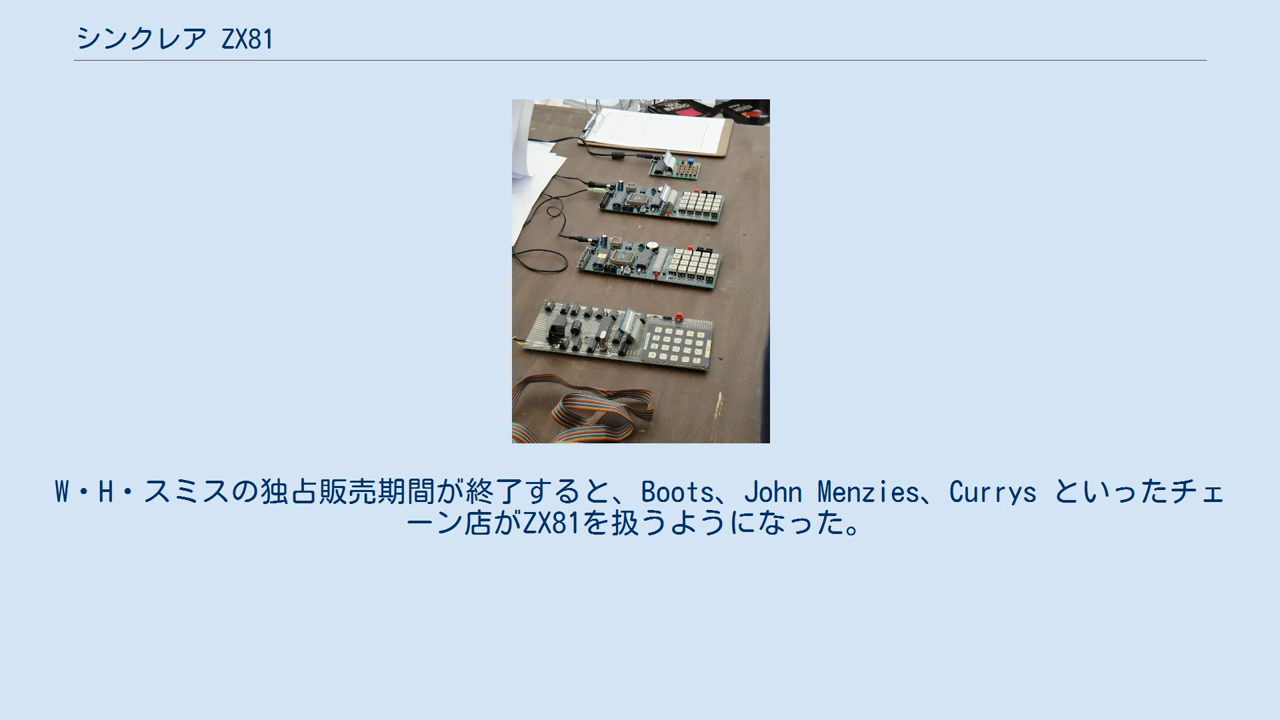 シンクレア ZX81
W・H・スミスの独占販売期間が終了すると、Boots、John Menzies、Currys といったチェ
ーン店がZX81を扱うようになった。